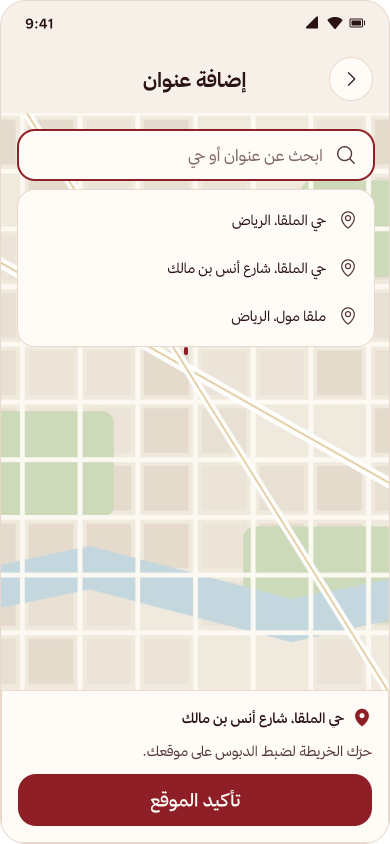 9:41
إضافة عنوان
ابحث عن عنوان أو حي
حي الملقا، الرياض
حي الملقا، شارع أنس بن مالك
ملقا مول، الرياض
حي الملقا، شارع أنس بن مالك
حرّك الخريطة لضبط الدبوس على موقعك.
تأكيد الموقع